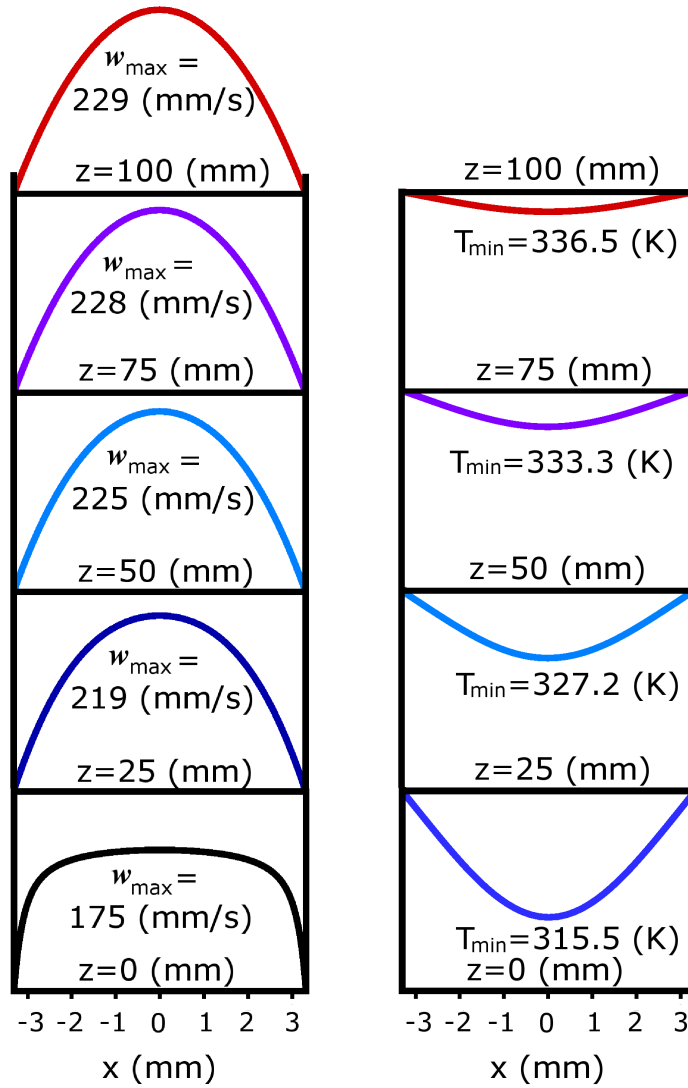 w_max =
229 (mm/s)
z=100 (mm)
w_max =
228 (mm/s)
z=75 (mm)
w_max =
225 (mm/s)
z=50 (mm)
w_max =
219 (mm/s)
z=25 (mm)
w_max =
175 (mm/s)
z=0 (mm)
-3 -2 -1 0 1 2 3
x (mm)
z=100 (mm)
T_min=336.5 (K)
z=75 (mm)
T_min=333.3 (K)
z=50 (mm)
T_min=327.2 (K)
z=25 (mm)
T_min=315.5 (K)
z=0 (mm)
-3 -2 -1 0 1 2 3
x (mm)